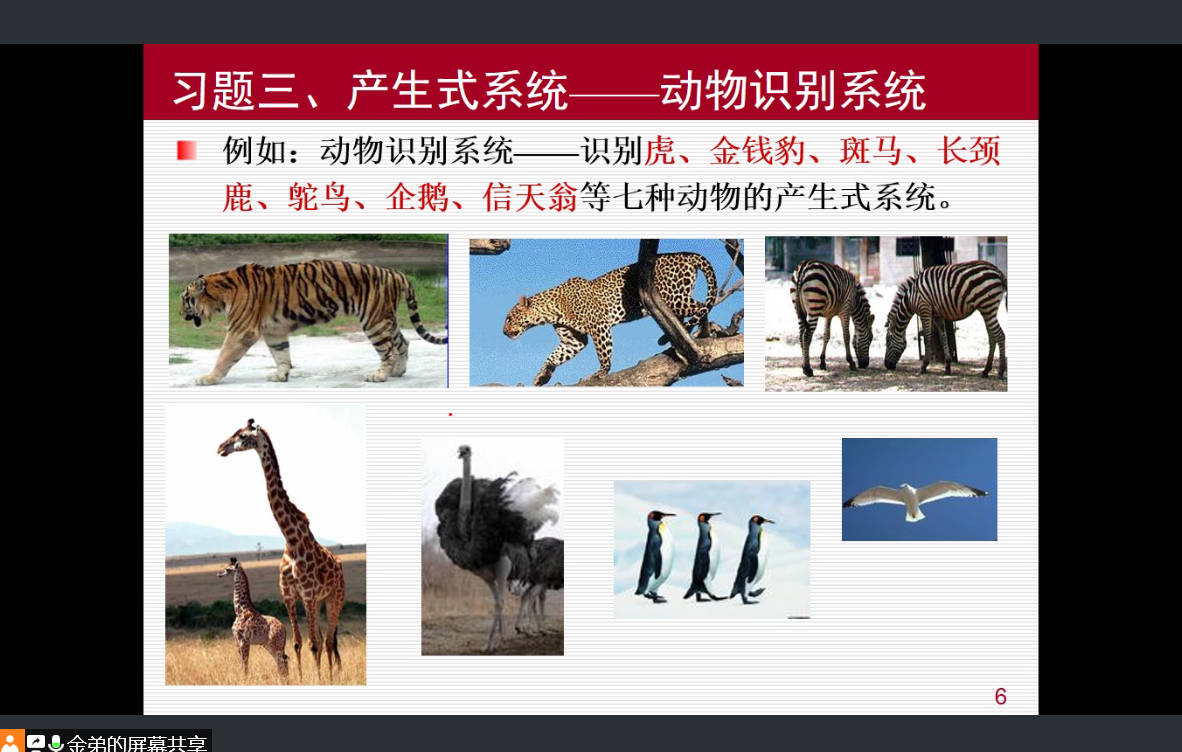 习题三、产生式系统——动物识别系统
例如：动物识别系统——识别虎、金钱豹、斑马、长颈
鹿、鸵鸟、企鹅、信天翁等七种动物的产生式系统。
6
金弟的屏幕共享